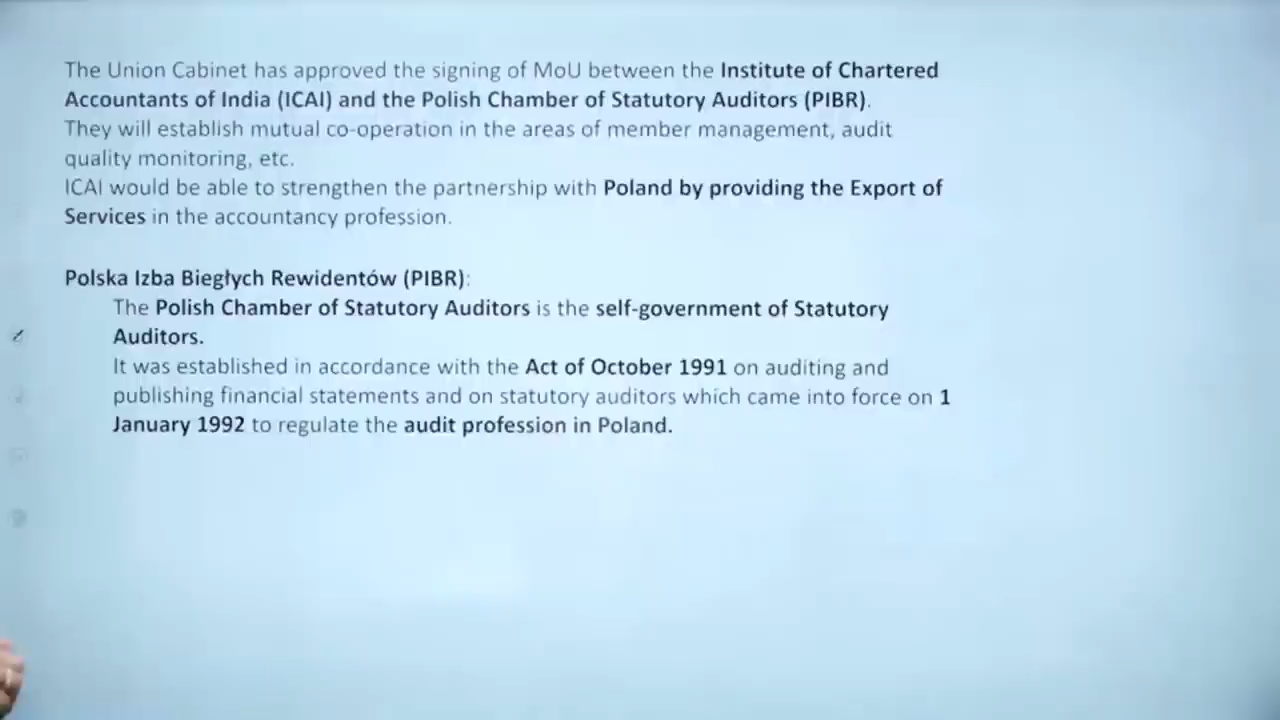 The Union Cabinet has approved the signing of MoU between the Institute of Chartered
Accountants of India (ICAI) and the Polish Chamber of Statutory Auditors (PIBR).
They will establish mutual co-operation in the areas of member management, audit
quality monitoring, etc.
ICAI would be able to strengthen the partnership with Poland by providing the Export of
Services in the accountancy profession.
Polska Izba Biegłych Rewidentów (PIBR):
The Polish Chamber of Statutory Auditors is the self-government of Statutory
Auditors.
It was established in accordance with the Act of October 1991 on auditing and
publishing financial statements and on statutory auditors which came into force on 1
January 1992 to regulate the audit profession in Poland.